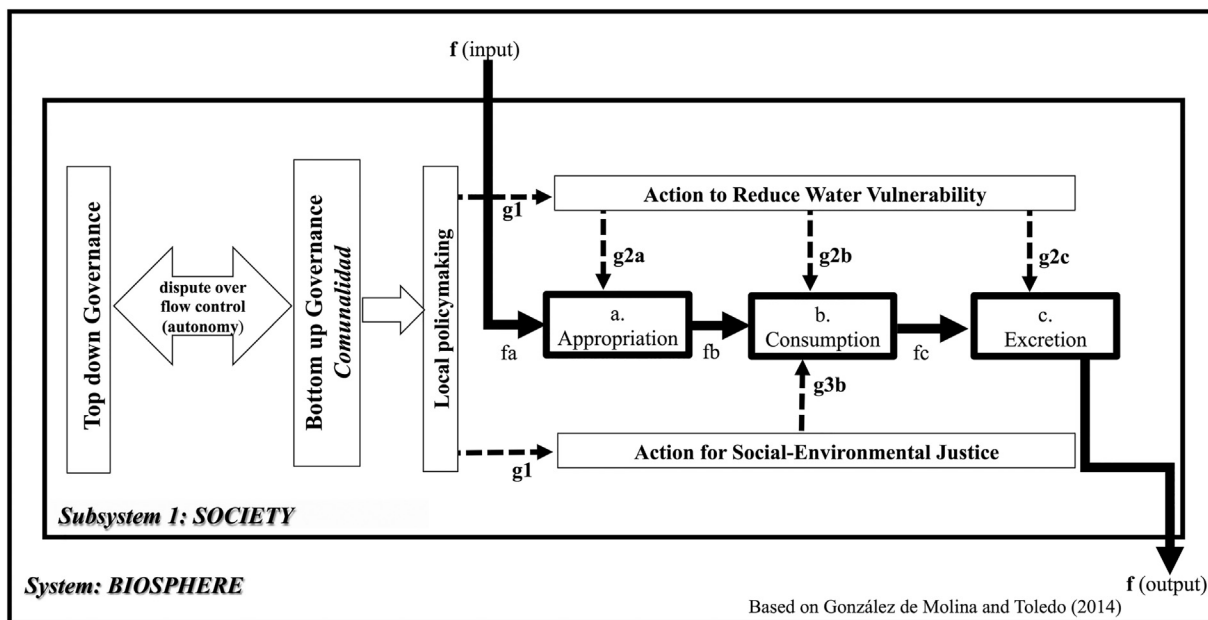 f (input)
Top down Governance
dispute over
flow control
(autonomy)
Bottom up Governance
Comunalidad
Local policymaking
g1
Action to Reduce Water Vulnerability
g2a
g2b
g2c
fa
a.
Appropriation
fb
b.
Consumption
fc
c.
Excretion
g3b
g1
Action for Social-Environmental Justice
Subsystem 1: SOCIETY
System: BIOSPHERE
f (output)
Based on González de Molina and Toledo (2014)